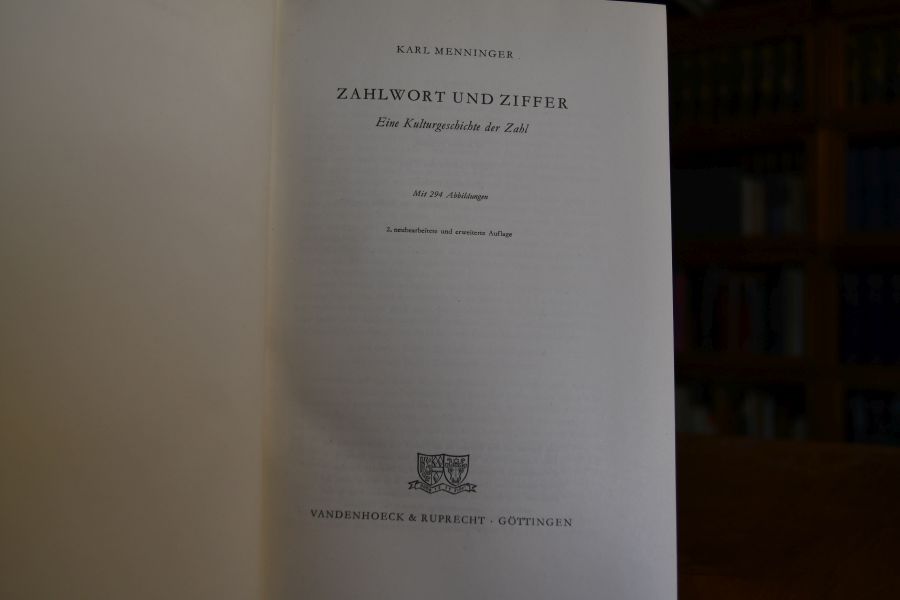 KARL MENNINGER
ZAHLWORT UND ZIFFER
Eine Kulturgeschichte der Zahl
Mit 294 Abbildungen
2. neubearbeitete und erweiterte Auflage
VANDENHOECK & RUPRECHT · GÖTTINGEN